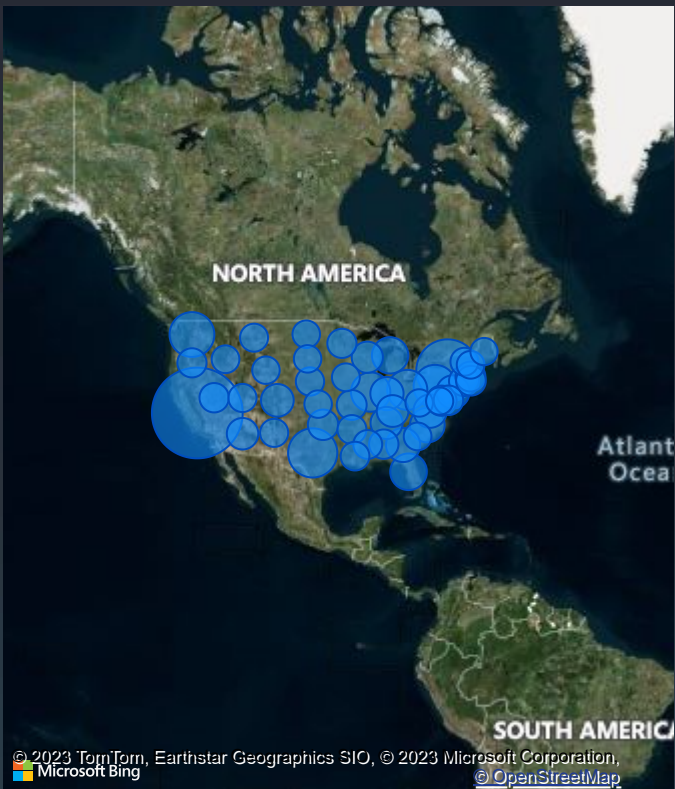 NORTH AMERICA
Atlant
Ocea
SOUTH AMERICA
© 2023 TomTom, Earthstar Geographics SIO, © 2023 Microsoft Corporation,
Microsoft Bing
© OpenStreetMap